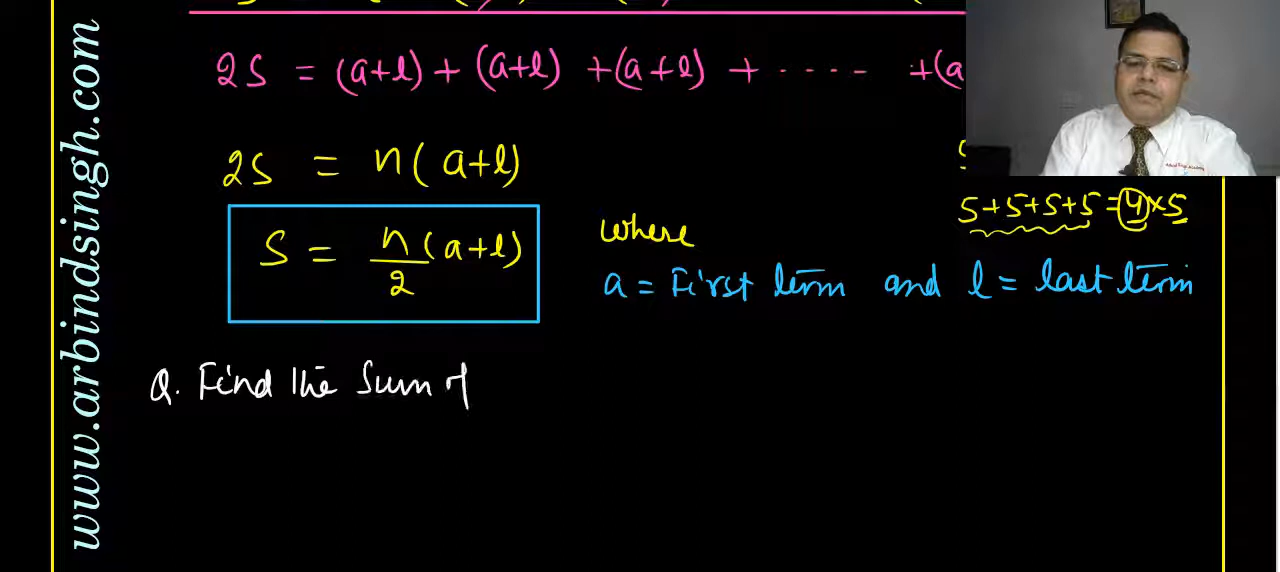 2S = (a+l) + (a+l) + (a+l) + .... + (a
2S = n(a+l)
5+5+5+5=4×5
S = n/2 (a+l)
where
a = First term and l = last term
Q. Find the Sum of
www.arbindsingh.com